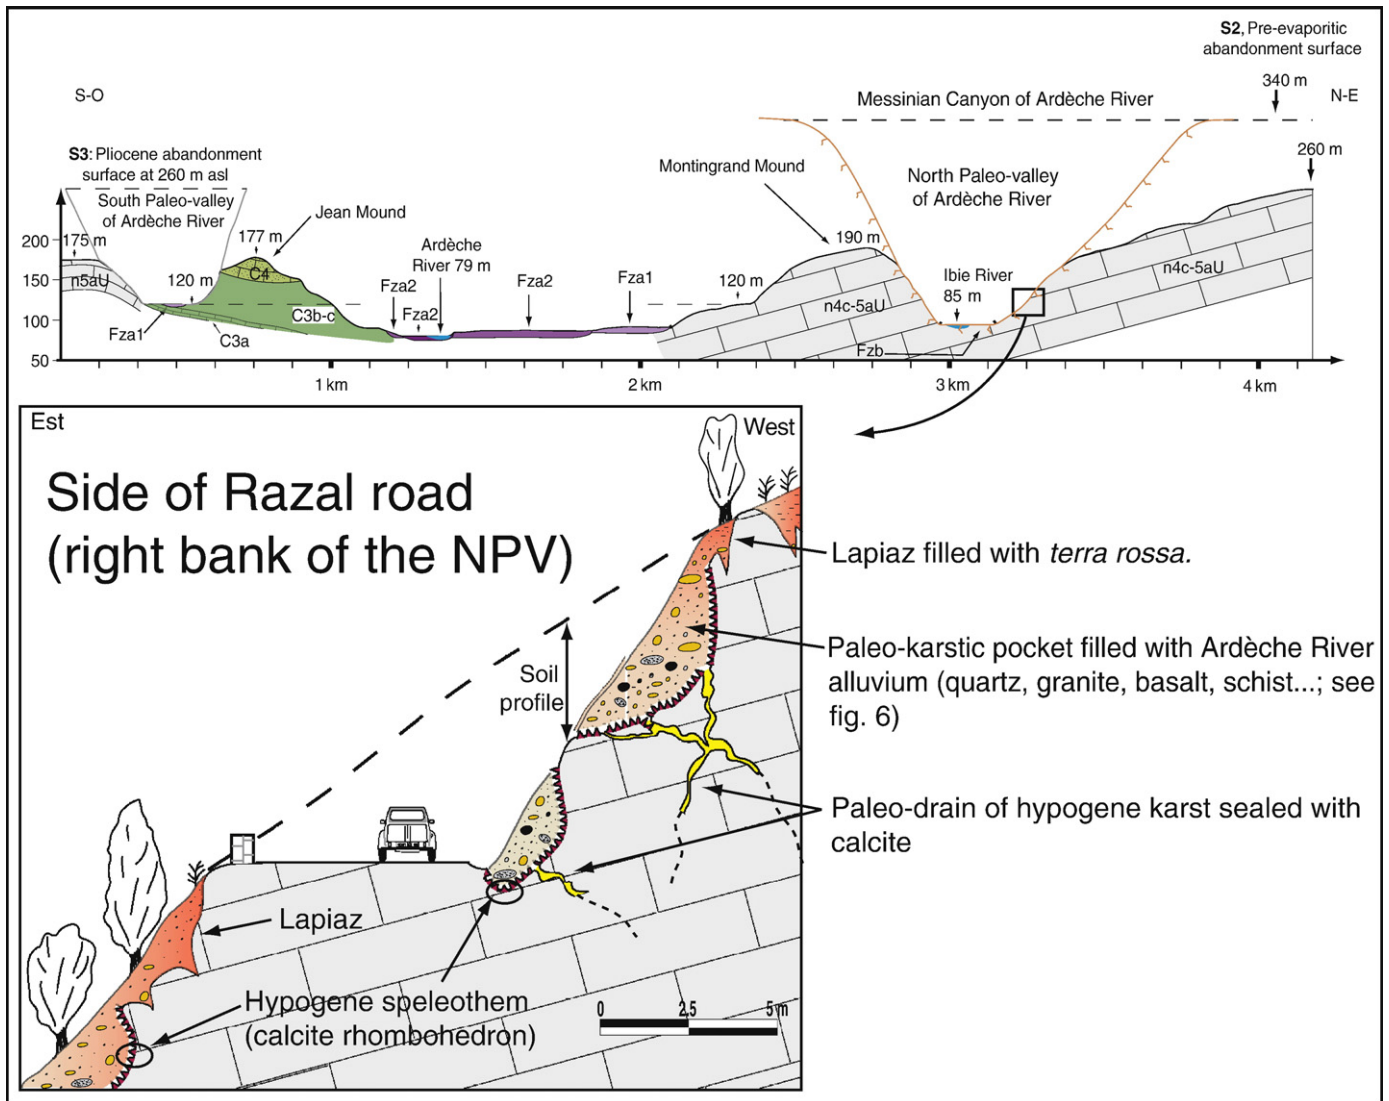 S2, Pre-evaporitic
abandonment surface
S-O
340 m
N-E
Messinian Canyon of Ardèche River
S3: Pliocene abandonment
surface at 260 m asl
260 m
Montingrand Mound
North Paleo-valley
of Ardèche River
South Paleo-valley
of Ardèche River
Jean Mound
200
175 m
177 m
Ardèche
River 79 m
190 m
150
n5aU
120 m
C4
Fza2
Fza2
Fza1
120 m
Ibie River
85 m
n4c-5aU
n4c-5aU
100
C3b-c
Fza2
Fza1
C3a
Fzb
50
1 km
2 km
3 km
4 km
Est
West
Side of Razal road
(right bank of the NPV)
Lapiaz filled with terra rossa.
Soil
profile
Paleo-karstic pocket filled with Ardèche River
alluvium (quartz, granite, basalt, schist...; see
fig. 6)
Paleo-drain of hypogene karst sealed with
calcite
Lapiaz
Hypogene speleothem
(calcite rhombohedron)
0
2.5
5 m